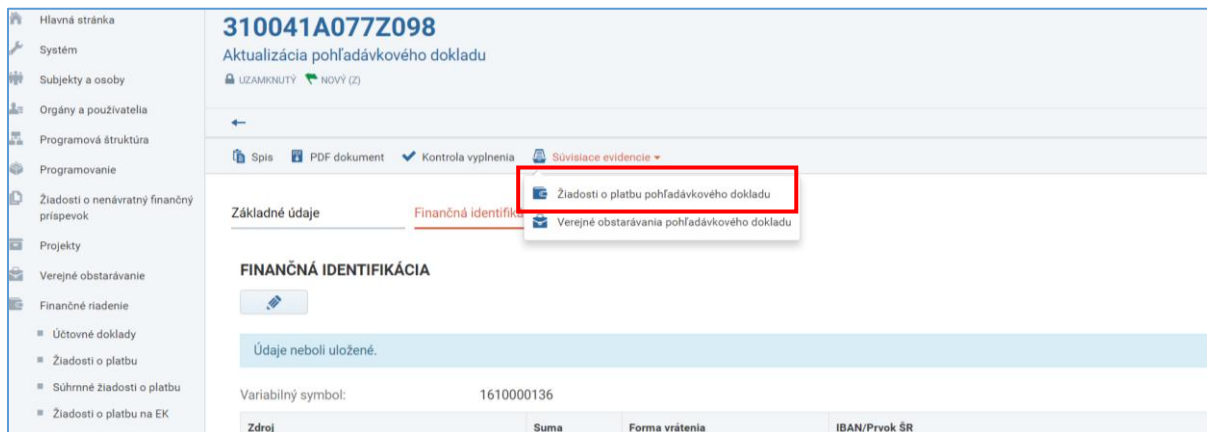 Hlavná stránka
Systém
Subjekty a osoby
Orgány a používatelia
Programová štruktúra
Programovanie
Žiadosti o nenávratný finančný
príspevok
Projekty
Verejné obstarávanie
Finančné riadenie
Účtovné doklady
Žiadosti o platbu
Súhrnné žiadosti o platbu
Žiadosti o platbu na EK
310041A077Z098
Aktualizácia pohľadávkového dokladu
UZAMKNUTÝ NOVÝ (Z)
Spis PDF dokument Kontrola vyplnenia Súvisiace evidencie
Žiadosti o platbu pohľadávkového dokladu
Verejné obstarávania pohľadávkového dokladu
Základné údaje Finančná identifika
FINANČNÁ IDENTIFIKÁCIA
Údaje neboli uložené.
Variabilný symbol: 1610000136
Zdroj Suma Forma vrátenia IBAN/Prvok ŠR